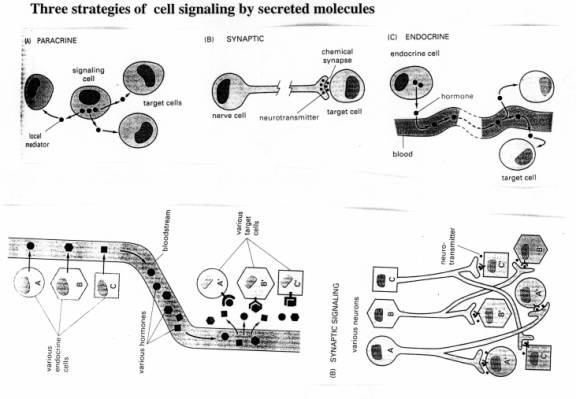 Three strategies of cell signaling by secreted molecules
(A) PARACRINE
signaling
cell
target cells
local
mediator
(B) SYNAPTIC
chemical
synapse
nerve cell
neurotransmitter
target cell
(C) ENDOCRINE
endocrine cell
hormone
blood
target cell
bloodstream
various
target
cells
A
B
C
A'
B'
C'
various
endocrine
cells
various hormones
(B) SYNAPTIC SIGNALING
various neurons
neuro-
transmitter
C
B
A
C'
B
A'
B'
A'
C